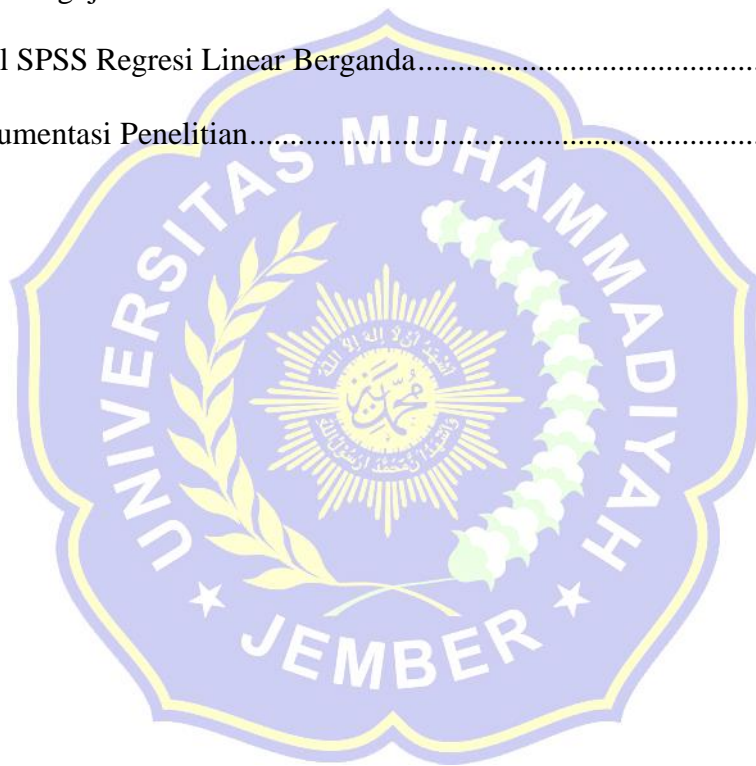 l SPSS Regresi Linear Berganda....................................
umentasi Penelitian............................................................
UNIVERSITAS MUHAMMADIYAH
JEMBER